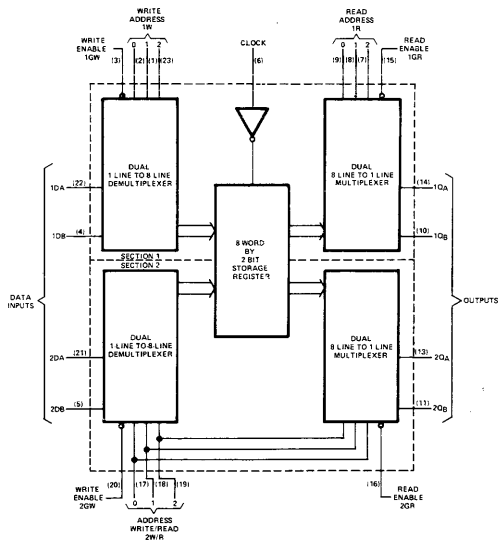 WRITE
ADDRESS
1W
READ
ADDRESS
1R
WRITE
ENABLE
1GW
0 1 2
CLOCK
0 1 2
READ
ENABLE
1GR
(3) (2) (1) (23)
(6)
(9) (8) (7) (15)
DUAL
1 LINE TO 8 LINE
DEMULTIPLEXER
DUAL
8 LINE TO 1 LINE
MULTIPLEXER
1DA (22)
(14) 1QA
1DB (4)
(10) 1QB
8 WORD
BY
2 BIT
STORAGE
REGISTER
SECTION 1
SECTION 2
DATA
INPUTS
OUTPUTS
DUAL
1-LINE TO-8-LINE
DEMULTIPLEXER
DUAL
8 LINE TO 1 LINE
MULTIPLEXER
2DA (21)
(13) 2QA
2DB (5)
(11) 2QB
(20) (17) (18) (19)
(16)
WRITE
ENABLE
2GW
0 1 2
ADDRESS
WRITE/READ
2W/R
READ
ENABLE
2GR